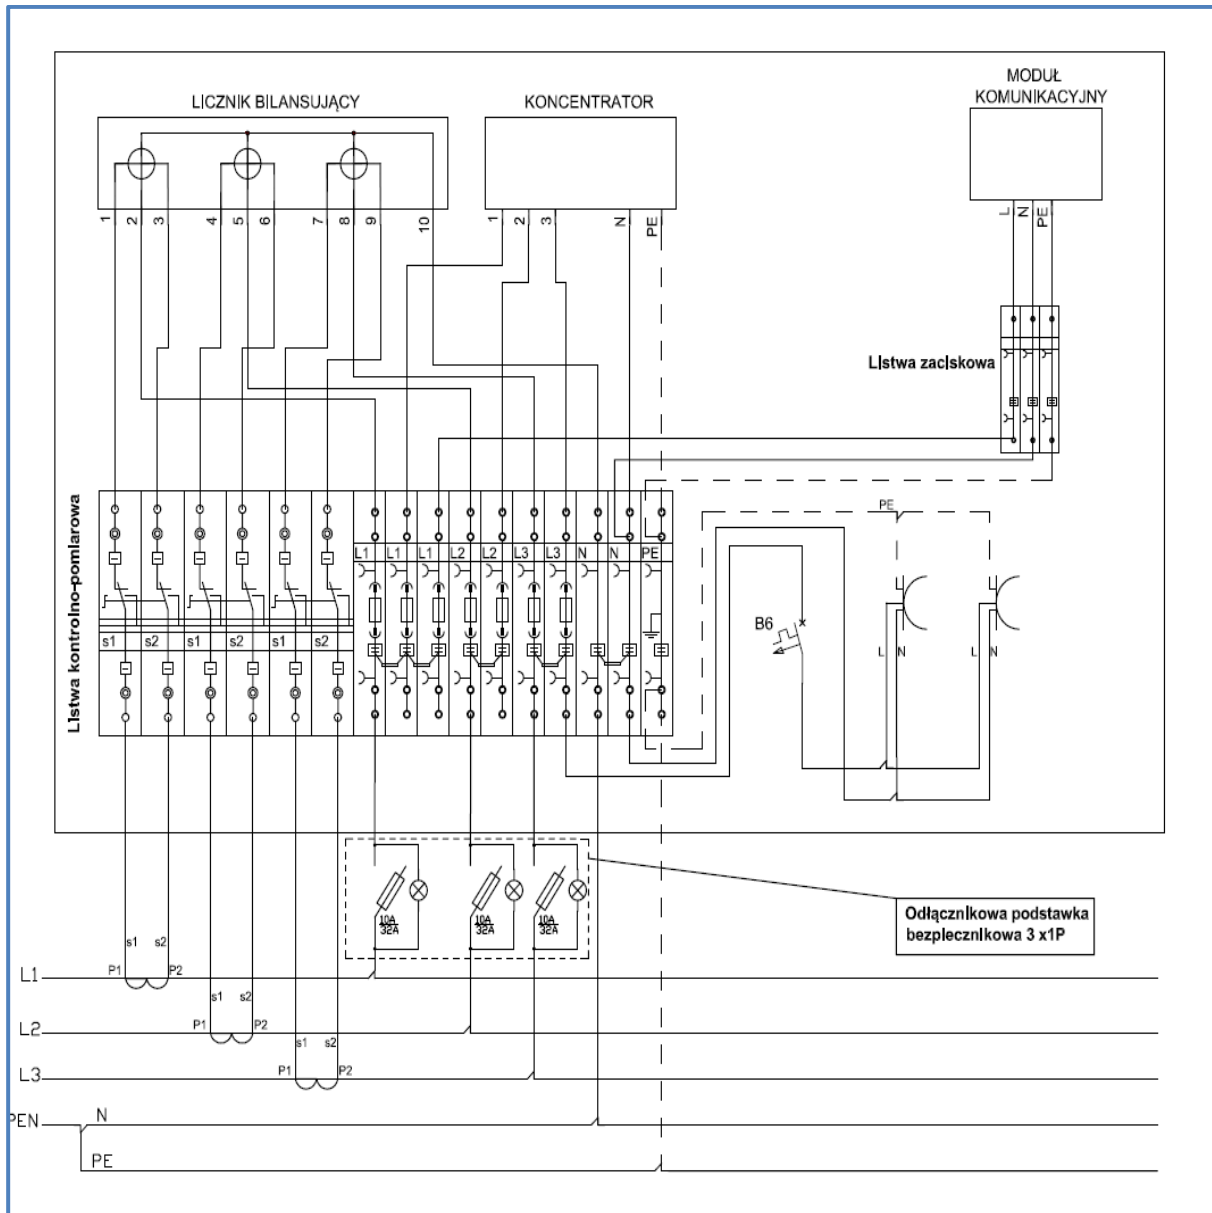 LICZNIK BILANSUJĄCY
KONCENTRATOR
MODUŁ
KOMUNIKACYJNY
1 2 3 4 5 6 7 8 9 10
1 2 3 N PE
L N PE
Listwa zaciskowa
Listwa kontrolno-pomiarowa
L1 L1 L1 L2 L2 L3 L3 N N PE
s1 s2 s1 s2 s1 s2
PE
L L
B6
L N L N
10A 10A 10A
32A 32A 32A
Odłącznikowa podstawka
bezpiecznikowa 3 x1P
s1 s2
L1 P1 P2
s1 s2
L2 P1 P2
s1 s2
L3 P1 P2
PEN N
PE